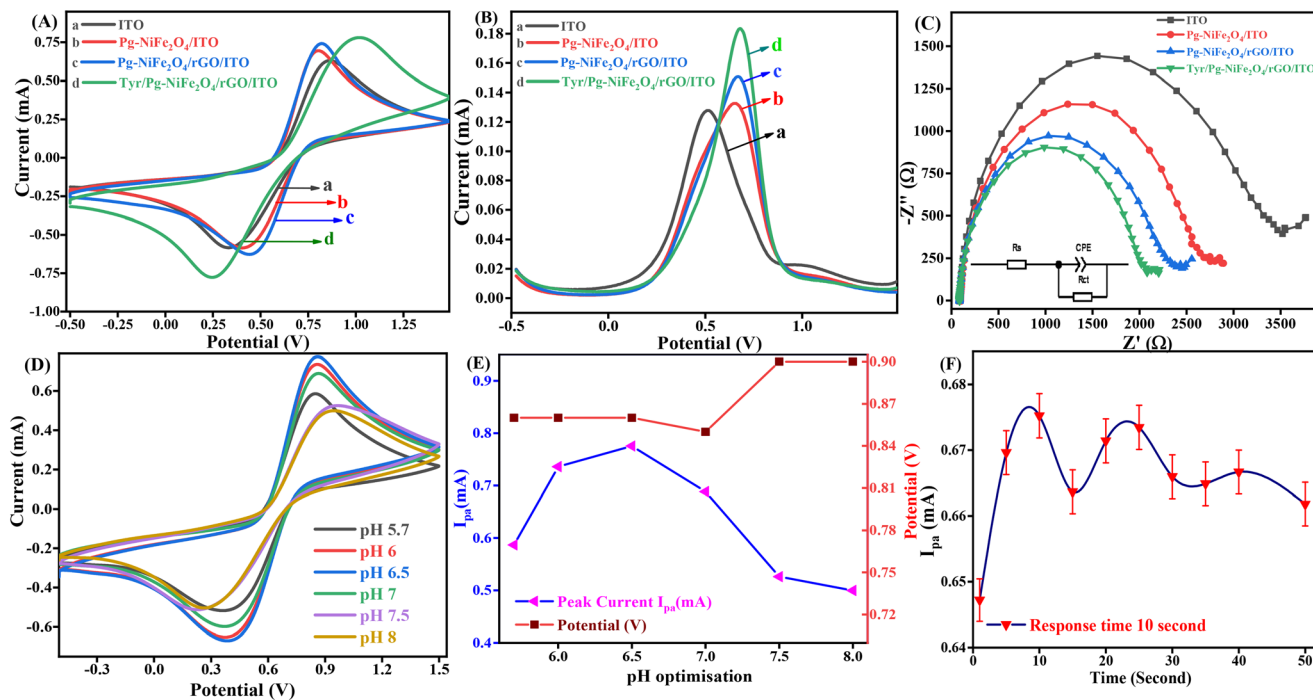 (A)
a ITO
b Pg-NiFe₂O₄/ITO
c Pg-NiFe₂O₄/rGO/ITO
d Tyr/Pg-NiFe₂O₄/rGO/ITO
a
b
c
d
Current (mA)
0.75
0.50
0.25
0.00
-0.25
-0.50
-0.75
-1.00
-0.50 -0.25 0.00 0.25 0.50 0.75 1.00 1.25
Potential (V)
(B)
a ITO
b Pg-NiFe₂O₄/ITO
c Pg-NiFe₂O₄/rGO/ITO
d Tyr/Pg-NiFe₂O₄/rGO/ITO
d
c
b
a
Current (mA)
0.18
0.16
0.14
0.12
0.10
0.08
0.06
0.04
0.02
0.00
-0.5 0.0 0.5 1.0
Potential (V)
(C)
ITO
Pg-NiFe₂O₄/ITO
Pg-NiFe₂O₄/rGO/ITO
Tyr/Pg-NiFe₂O₄/rGO/ITO
-Z'' (Ω)
-1500
1250
1000
750
500
250
0
Rs CPE
Rct
0 500 1000 1500 2000 2500 3000 3500
Z' (Ω)
(D)
Current (mA)
0.6
0.4
0.2
0.0
-0.2
-0.4
-0.6
pH 5.7
pH 6
pH 6.5
pH 7
pH 7.5
pH 8
-0.3 0.0 0.3 0.6 0.9 1.2 1.5
Potential (V)
(E)
Iₚₐ(mA)
0.9
0.8
0.7
0.6
0.5
0.4
Peak Current Iₚₐ(mA)
Potential (V)
6.0 6.5 7.0 7.5 8.0
pH optimisation
0.90
0.88
0.85
0.82
0.80
0.78
0.75
0.72
Potential (V)
(F)
Iₚₐ (mA)
0.68
0.67
0.66
0.65
0.64
Response time 10 second
0 10 20 30 40 50
Time (Second)